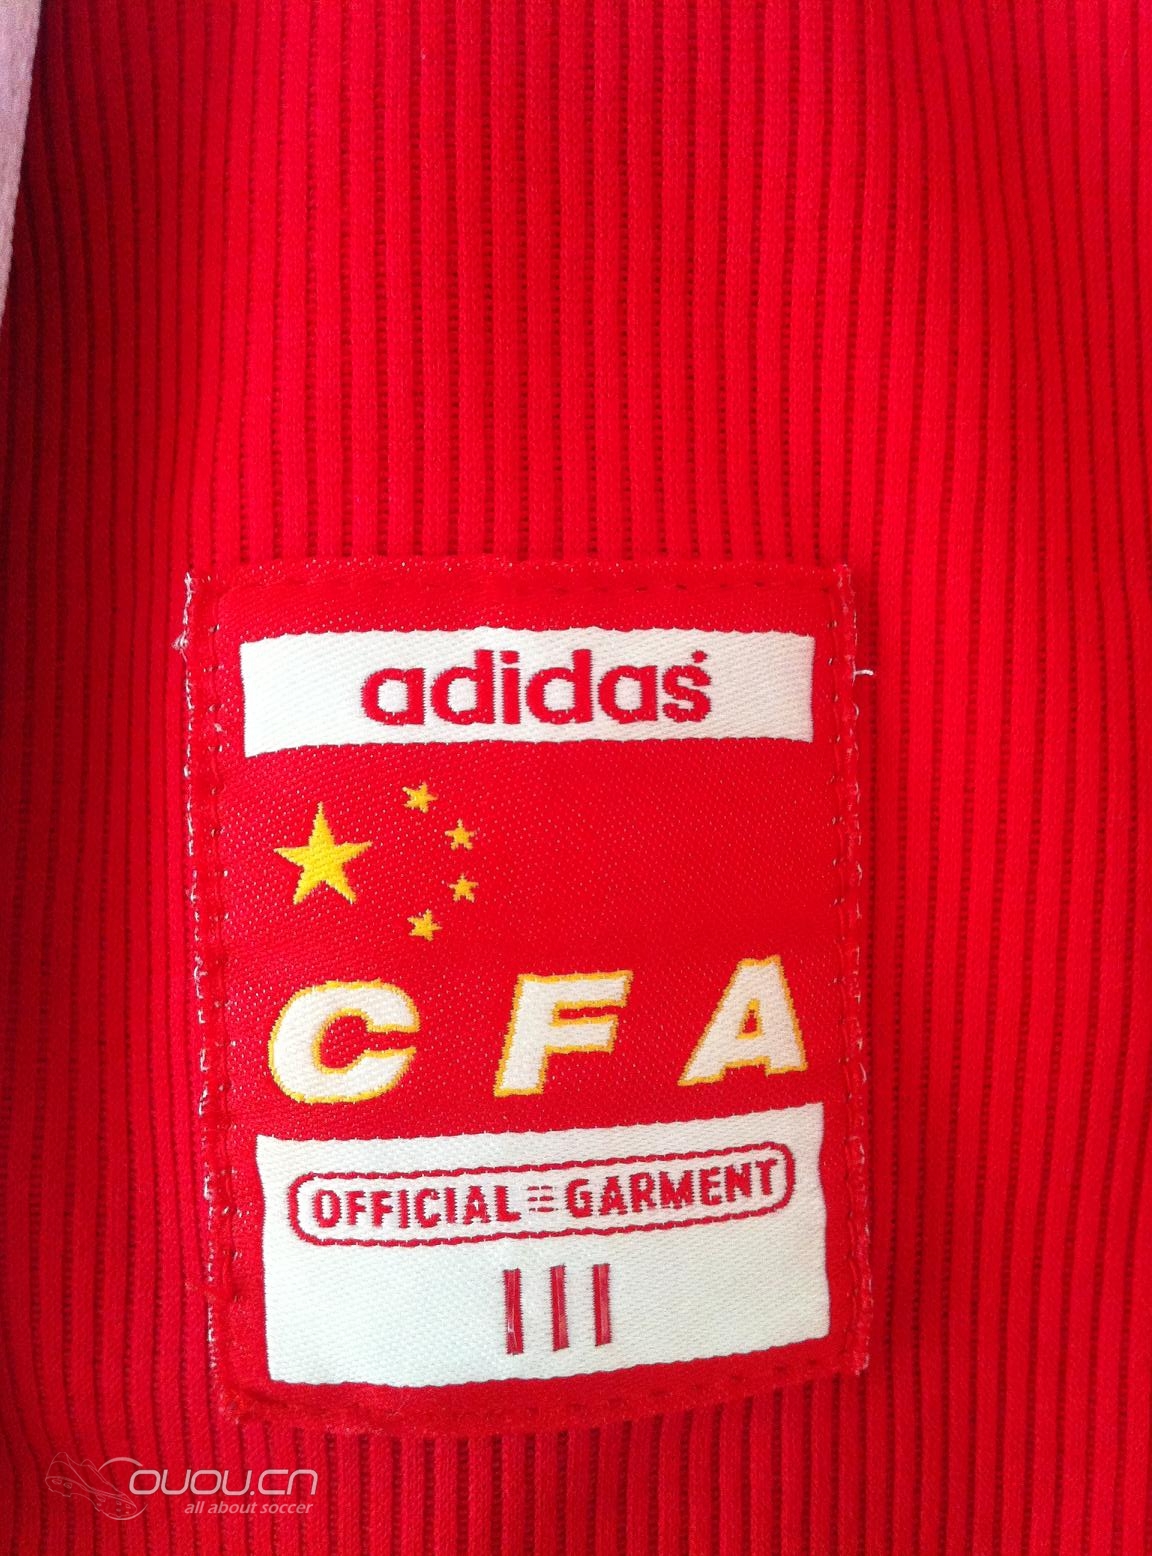 adidas
CFA
OFFICIAL GARMENT
OUOU.CN
all about soccer